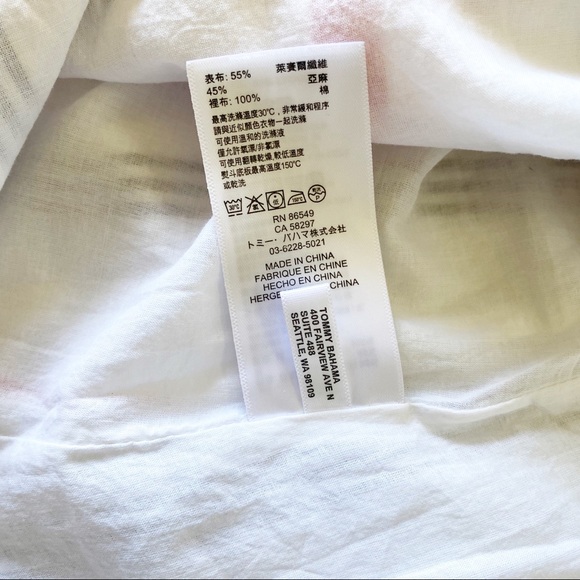 表布: 55% 萊賽爾纖維
45% 亞麻
裡布: 100% 棉
最高洗滌溫度30℃, 非常緩和程序
請與近似顏色衣物一起洗滌
可使用溫和的洗滌液
僅允許氧漂/非氯漂
可使用翻轉乾燥,較低溫度
熨斗底板最高溫度150℃
或乾洗
30℃
150℃
P
RN 86549
CA 58297
トミー・バハマ株式会社
03-6228-5021
MADE IN CHINA
FABRIQUE EN CHINE
HECHO EN CHINA
HERGE CHINA
TOMMY BAHAMA
400 FAIRVIEW AVE N
SUITE 488
SEATTLE, WA 98109